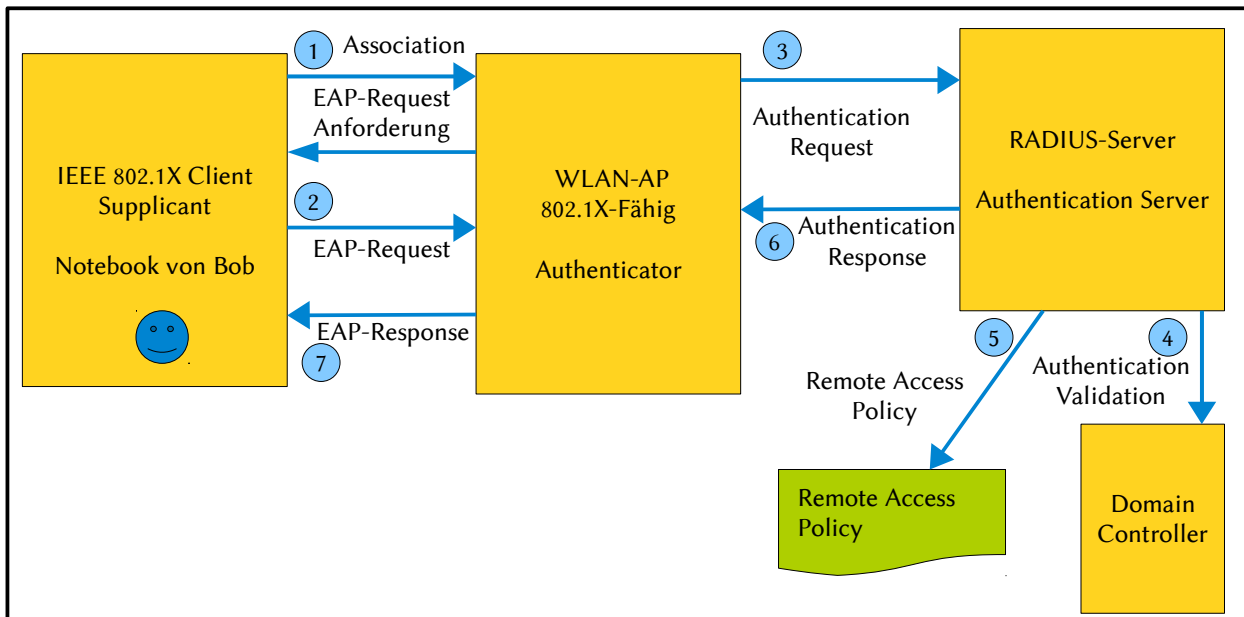 1
Association
EAP-Request
Anforderung
IEEE 802.1X Client
Supplicant
Notebook von Bob
2
EAP-Request
EAP-Response
7
WLAN-AP
802.1X-Fähig
Authenticator
3
Authentication
Request
6
Authentication
Response
RADIUS-Server
Authentication Server
5
Remote Access
Policy
4
Authentication
Validation
Remote Access
Policy
Domain
Controller